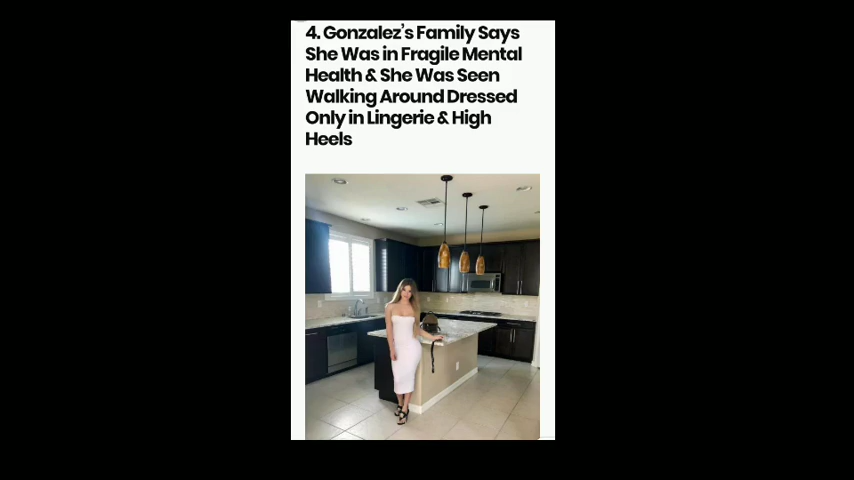 4. Gonzalez’s Family Says
She Was in Fragile Mental
Health & She Was Seen
Walking Around Dressed
Only in Lingerie & High
Heels